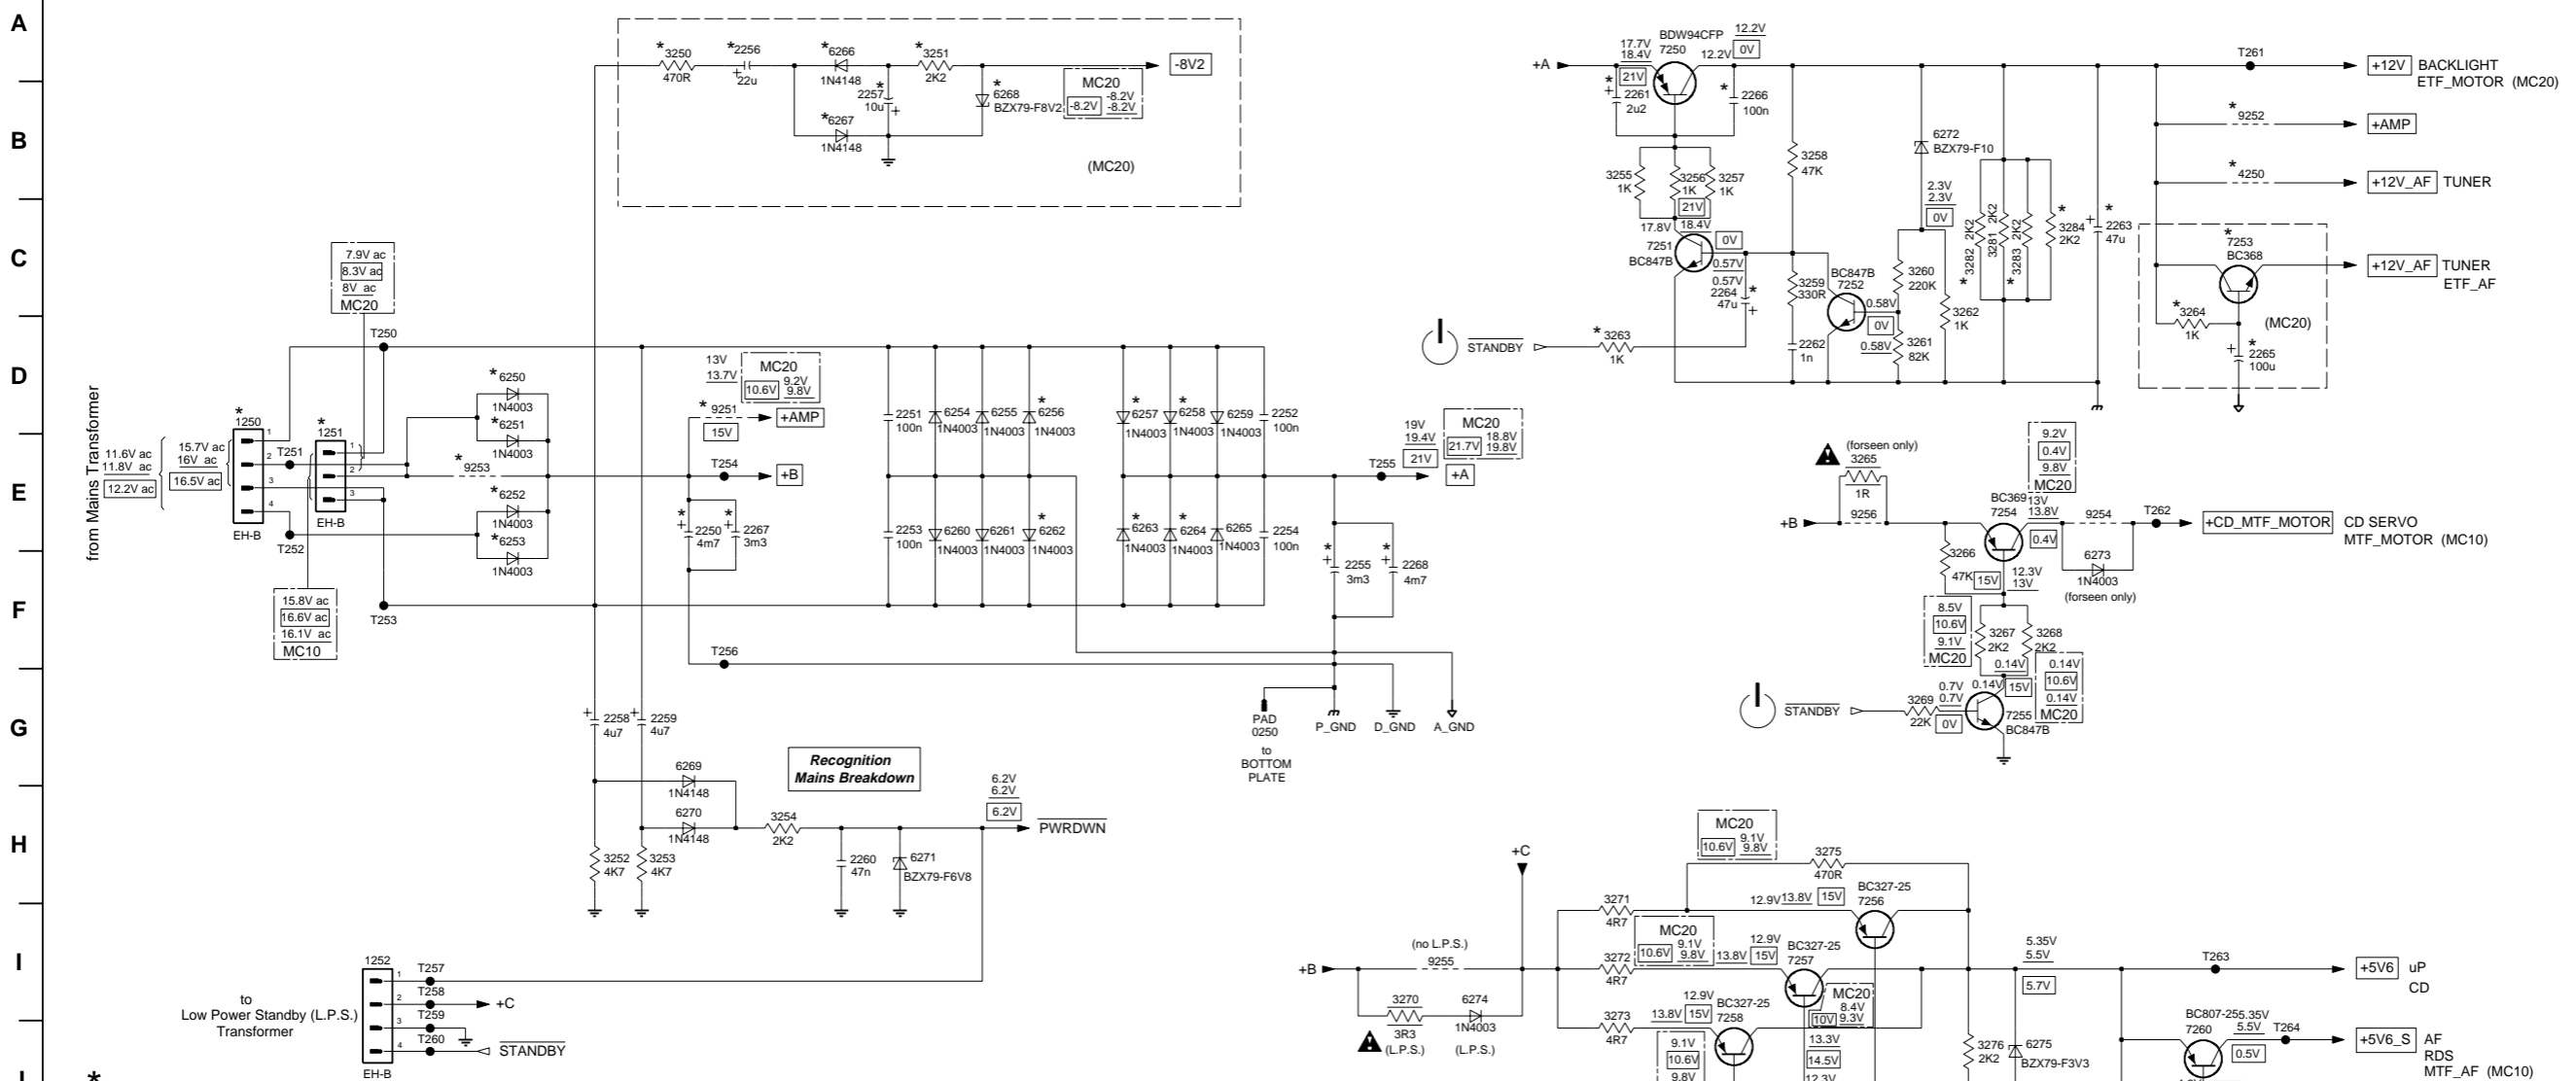 A
B
C
D
E
F
G
H
I
from Mains Transformer
*3250
470R
*2256
22u
*6266
1N4148
2257
10u
*6267
1N4148
*3251
2K2
*
6268
BZX79-F8V2
-8V2
MC20
-8.2V
-8.2V
-8.2V
(MC20)
7.9V ac
8.3V ac
8V ac
MC20
T250
*
1250
1
2
3
4
EH-B
*
1251
1
2
3
EH-B
11.6V ac
11.8V ac
12.2V ac
15.7V ac
16V ac
16.5V ac
T251
T252
T253
15.8V ac
16.6V ac
16.1V ac
MC10
*6250
1N4003
*6251
1N4003
*
9253
*6252
1N4003
*6253
1N4003
13V
13.7V
MC20
10.6V
9.2V
9.8V
*
9251
+AMP
15V
T254
+B
*
2250
4m7
*
2267
3m3
T256
2251
100n
6254
1N4003
6255
1N4003
*
6256
1N4003
*
6257
1N4003
*
6258
1N4003
6259
1N4003
2252
100n
2253
100n
6260
1N4003
6261
1N4003
*
6262
1N4003
*
6263
1N4003
*
6264
1N4003
6265
1N4003
2254
100n
19V
19.4V
21V
MC20
21.7V
18.8V
19.8V
T255
+A
*
2255
3m3
*
2268
4m7
PAD
0250
to
BOTTOM
PLATE
P_GND
D_GND
A_GND
2258
4u7
2259
4u7
Recognition
Mains Breakdown
6269
1N4148
6270
1N4148
3254
2K2
6.2V
6.2V
6.2V
PWRDWN
3252
4K7
3253
4K7
2260
47n
6271
BZX79-F6V8
1252
1
2
3
4
EH-B
T257
T258
+C
T259
T260
STANDBY
to
Low Power Standby (L.P.S.)
Transformer
*
+A
17.7V
18.4V
21V
BDW94CFP
7250
12.2V
12.2V
0V
*
2261
2u2
*
2266
100n
3255
1K
3256
1K
3257
1K
21V
17.8V
18.4V
7251
BC847B
0V
0.57V
0.57V
2264
47u
*
3258
47K
3259
330R
BC847B
7252
0.58V
0V
0.58V
2262
1n
3260
220K
3261
82K
3262
1K
6272
BZX79-F10
2.3V
2.3V
0V
3282 2K2
*
3281 2K2
3283 2K2
*
*
3284
2K2
*
2263
47u
STANDBY
*3263
1K
T261
+12V
BACKLIGHT
ETF_MOTOR (MC20)
*
9252
+AMP
*
4250
+12V_AF
TUNER
*
7253
BC368
+12V_AF
TUNER
ETF_AF
*3264
1K
(MC20)
*
2265
100u
(forseen only)
3265
1R
+B
9256
9.2V
0.4V
9.8V
MC20
BC369
7254
13V
13.8V
0.4V
9254
T262
+CD_MTF_MOTOR
CD SERVO
MTF_MOTOR (MC10)
6273
1N4003
(forseen only)
3266
47K
15V
12.3V
13V
8.5V
10.6V
9.1V
MC20
3267
2K2
3268
2K2
0.14V
0.14V
15V
0.14V
10.6V
0.14V
MC20
STANDBY
3269
22K
0.7V
0.7V
0V
7255
BC847B
+C
MC20
10.6V
9.1V
9.8V
3275
470R
3271
4R7
12.9V
13.8V
15V
BC327-25
7256
MC20
10.6V
9.1V
9.8V
+B
(no L.P.S.)
9255
3270
3R3
(L.P.S.)
6274
1N4003
(L.P.S.)
3272
4R7
13.8V
12.9V
15V
BC327-25
7257
MC20
8.4V
10V
9.3V
3273
4R7
13.8V
12.9V
15V
BC327-25
7258
9.1V
10.6V
9.8V
13.3V
14.5V
12.3V
5.35V
5.5V
5.7V
3276
2K2
6275
BZX79-F3V3
T263
+5V6
uP
CD
BC807-25
7260
5.35V
5.5V
0.5V
T264
+5V6_S
AF
RDS
MTF_AF (MC10)